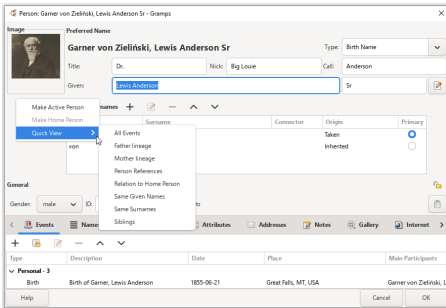 Person: Garner von Zieliński, Lewis Anderson Sr - Gramps
Image
Preferred Name
Garner von Zieliński, Lewis Anderson Sr
Type: Birth Name
Title: Dr. Nick: Big Louie Call: Anderson
Given: Lewis Anderson Sr
Make Active Person
Make Home Person
Quick View
names
Surname Connector Origin Primary
Taken
von Inherited
All Events
Father lineage
Mother lineage
Person References
Relation to Home Person
Same Given Names
Same Surnames
Siblings
General
Gender: male ID:
Events Names Attributes Addresses Notes Gallery Internet
Type Description Date Place Main Participants
Personal - 3
Birth Birth of Garner, Lewis Anderson 1855-06-21 Great Falls, MT, USA Garner von Zieliński, L
Help Cancel OK